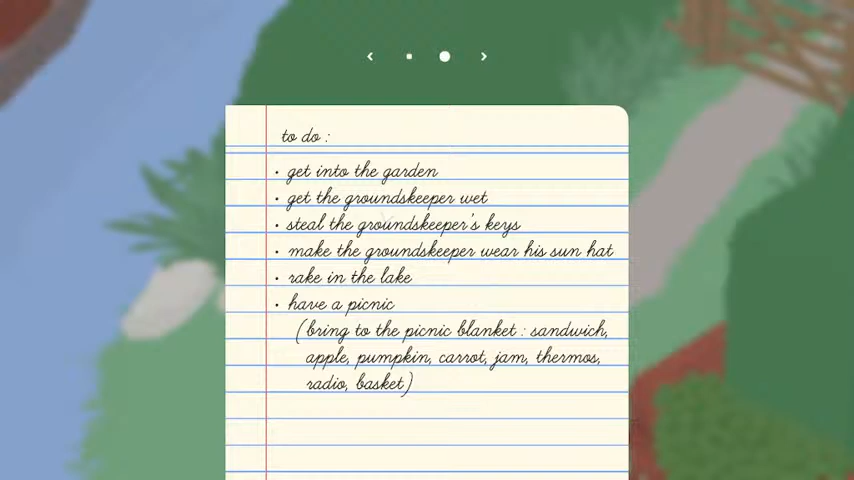 to do :
• get into the garden
• get the groundskeeper wet
• steal the groundskeeper's keys
• make the groundskeeper wear his sun hat
• rake in the lake
• have a picnic
(bring to the picnic blanket : sandwich,
apple, pumpkin, carrot, jam, thermos,
radio, basket)